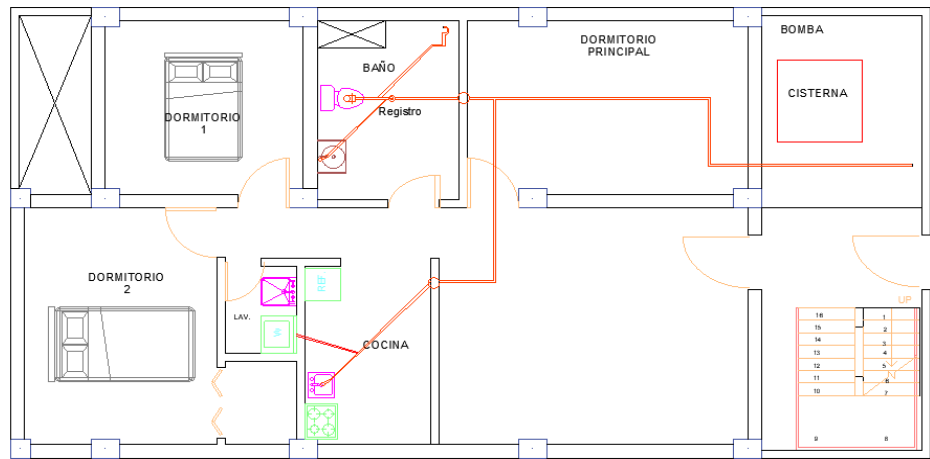 BOMBA
DORMITORIO
PRINCIPAL
BAÑO
CISTERNA
DORMITORIO
1
Registro
DORMITORIO
2
REF.
LAV.
W
COCINA
UP
16
15
14
13
12
11
10
9
1
2
3
4
5
6
7
8
N